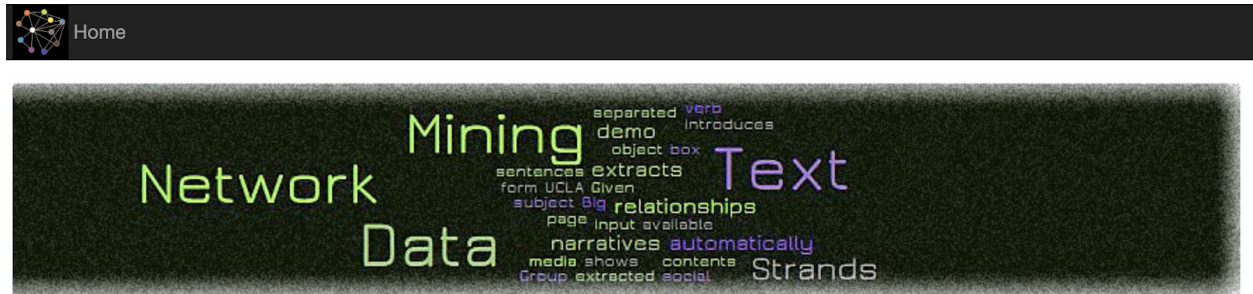 Home
separated verb
Mining demo introduces
object box
Text
sentences extracts
Network
form UCLA Given
subject Big relationships
page input available
Data
narratives automatically
media shows contents
Strands
Group extracted social